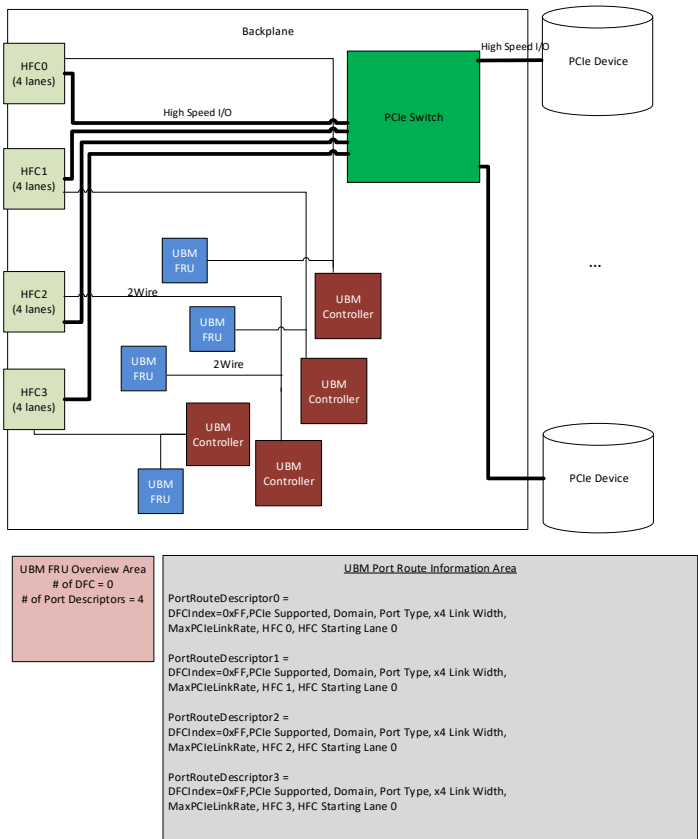 Backplane
High Speed I/O
HFC0
(4 lanes)
PCIe Device
High Speed I/O
PCIe Switch
HFC1
(4 lanes)
UBM
FRU
...
HFC2
(4 lanes)
2Wire
UBM
Controller
UBM
FRU
UBM
FRU
2Wire
HFC3
(4 lanes)
UBM
Controller
UBM
Controller
UBM
Controller
UBM
FRU
PCIe Device
UBM FRU Overview Area
# of DFC = 0
# of Port Descriptors = 4
UBM Port Route Information Area
PortRouteDescriptor0 =
DFCIndex=0xFF,PCIe Supported, Domain, Port Type, x4 Link Width,
MaxPCIeLinkRate, HFC 0, HFC Starting Lane 0
PortRouteDescriptor1 =
DFCIndex=0xFF,PCIe Supported, Domain, Port Type, x4 Link Width,
MaxPCIeLinkRate, HFC 1, HFC Starting Lane 0
PortRouteDescriptor2 =
DFCIndex=0xFF,PCIe Supported, Domain, Port Type, x4 Link Width,
MaxPCIeLinkRate, HFC 2, HFC Starting Lane 0
PortRouteDescriptor3 =
DFCIndex=0xFF,PCIe Supported, Domain, Port Type, x4 Link Width,
MaxPCIeLinkRate, HFC 3, HFC Starting Lane 0